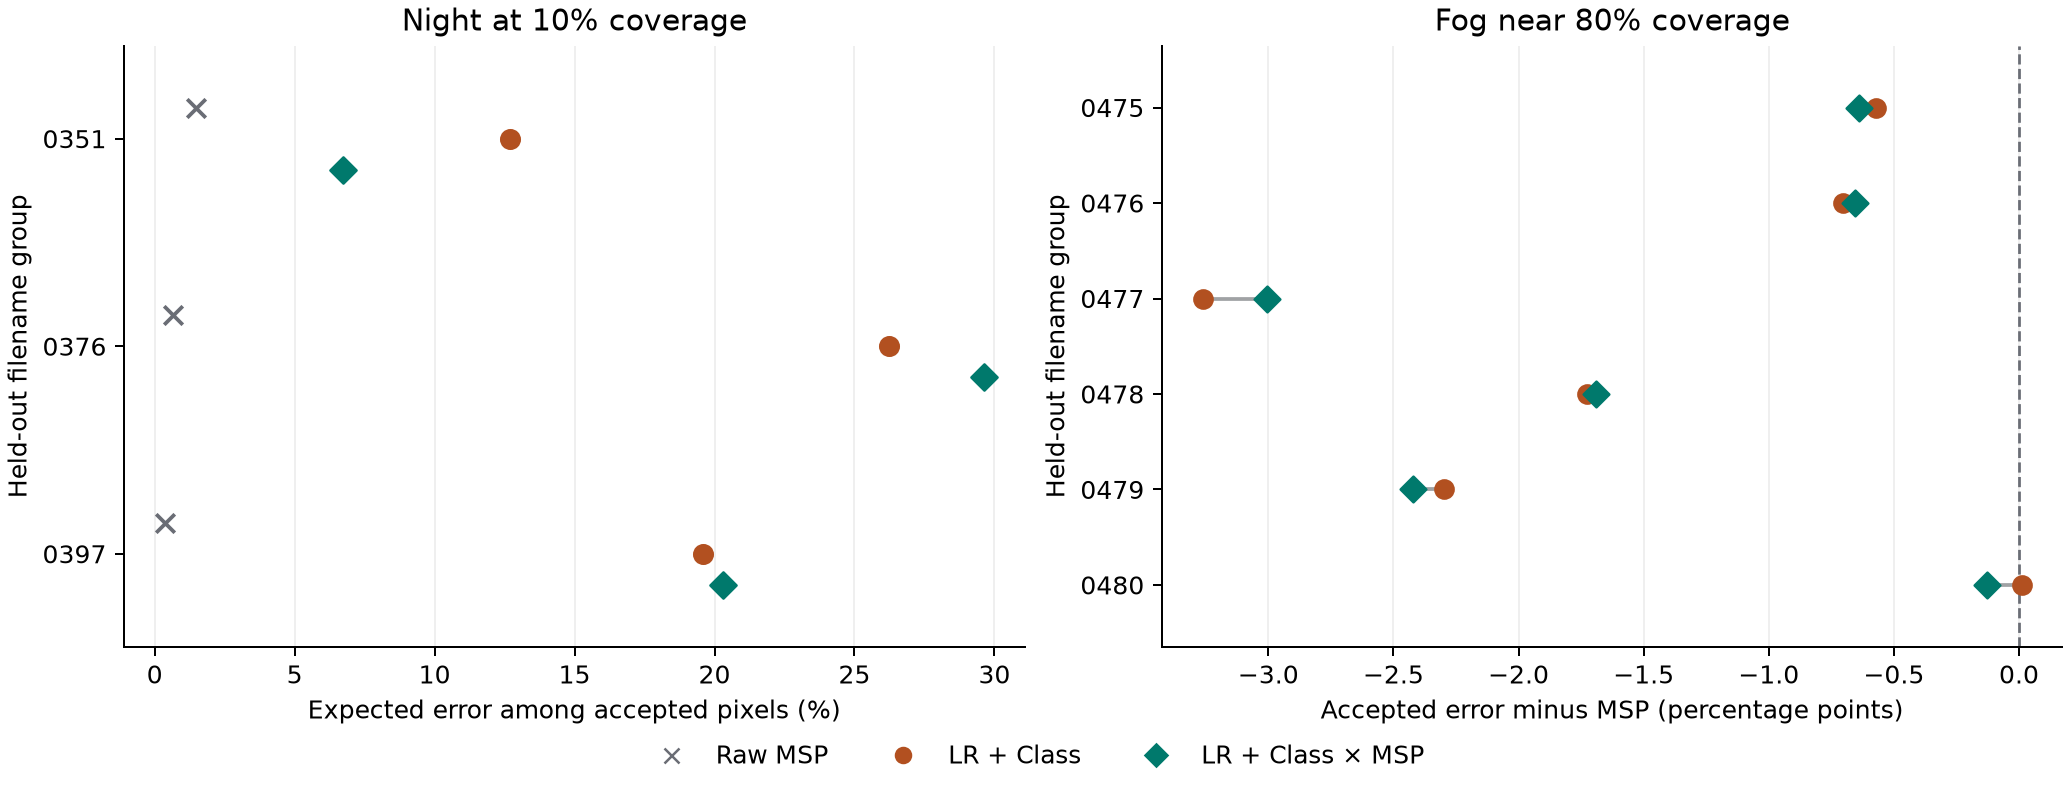 Night at 10% coverage
Held-out filename group
0351
0376
0397
0
5
10
15
20
25
30
Expected error among accepted pixels (%)
Fog near 80% coverage
Held-out filename group
0475
0476
0477
0478
0479
0480
−3.0
−2.5
−2.0
−1.5
−1.0
−0.5
0.0
Accepted error minus MSP (percentage points)
Raw MSP
LR + Class
LR + Class × MSP